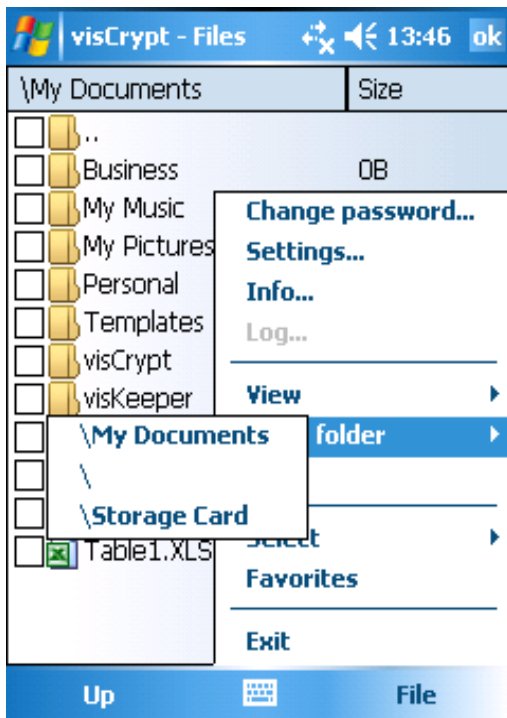 visCrypt - Files 13:46 ok
\My Documents Size
..
Business 0B
My Music
My Pictures
Personal
Templates
visCrypt
visKeeper
Table1.XLS
Change password...
Settings...
Info...
Log...
View
folder
Select
Favorites
Exit
\My Documents
\
\Storage Card
Up File